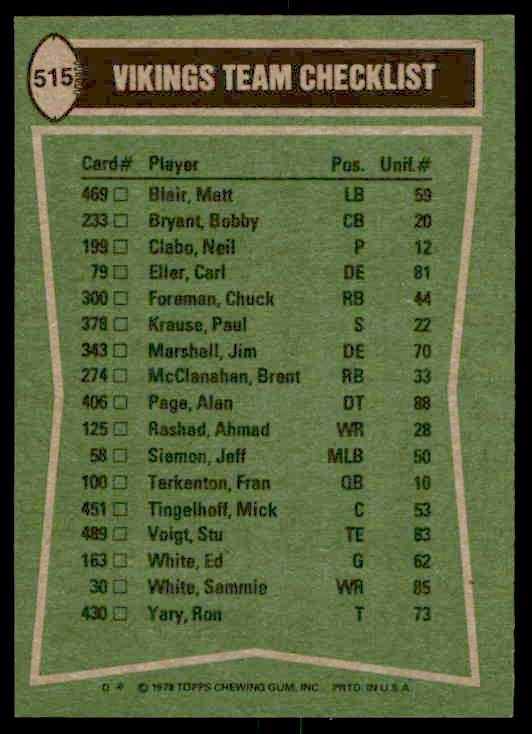 515
VIKINGS TEAM CHECKLIST
Card# Player Pos. Unif.#
469 □ Blair, Matt LB 59
233 □ Bryant, Bobby CB 20
199 □ Clabo, Neil P 12
79 □ Eller, Carl DE 81
300 □ Foreman, Chuck RB 44
378 □ Krause, Paul S 22
343 □ Marshall, Jim DE 70
274 □ McClanahan, Brent RB 33
406 □ Page, Alan DT 88
125 □ Rashad, Ahmad WR 28
58 □ Siemon, Jeff MLB 50
100 □ Tarkenton, Fran QB 10
451 □ Tingelhoff, Mick C 53
489 □ Voigt, Stu TE 83
163 □ White, Ed G 62
30 □ White, Sammie WR 85
430 □ Yary, Ron T 73
D * © 1978 TOPPS CHEWING GUM, INC. PRTD. IN U.S.A.